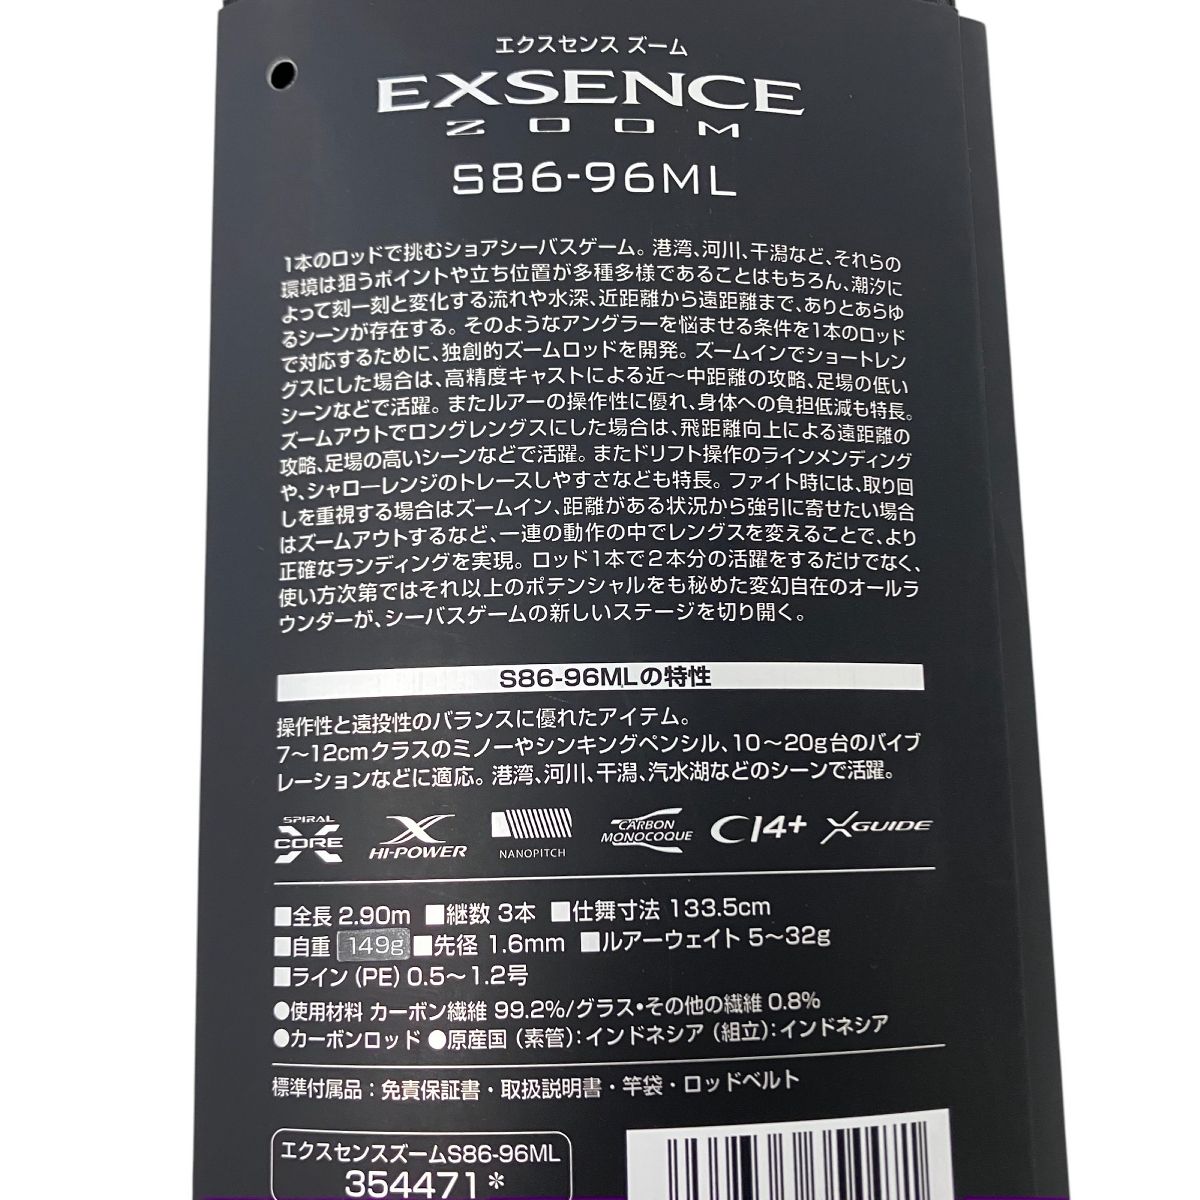 エクスセンス ズーム
EXSENCE
ZOOM
S86-96ML
1本のロッドで挑むショアシーバスゲーム。港湾、河川、干潟など、それらの
環境は狙うポイントや立ち位置が多種多様であることはもちろん、潮汐に
よって刻一刻と変化する流れや水深、近距離から遠距離まで、ありとあらゆ
るシーンが存在する。そのようなアングラーを悩ませる条件を1本のロッド
で対応するために、独創的ズームロッドを開発。ズームインでショートレン
グスにした場合は、高精度キャストによる近〜中距離の攻略、足場の低い
シーンなどで活躍。またルアーの操作性に優れ、身体への負担低減も特長。
ズームアウトでロングレングスにした場合は、飛距離向上による遠距離の
攻略、足場の高いシーンなどで活躍。またドリフト操作のラインメンディング
や、シャローレンジのトレースしやすさなども特長。ファイト時には、取り回
しを重視する場合はズームイン、距離がある状況から強引に寄せたい場合
はズームアウトするなど、一連の動作の中でレングスを変えることで、より
正確なランディングを実現。ロッド1本で2本分の活躍をするだけでなく、
使い方次第ではそれ以上のポテンシャルをも秘めた変幻自在のオールラ
ウンダーが、シーバスゲームの新しいステージを切り開く。
S86-96MLの特性
操作性と遠投性のバランスに優れたアイテム。
7〜12cmクラスのミノーやシンキングペンシル、10〜20g台のバイブ
レーションなどに適応。港湾、河川、干潟、汽水湖などのシーンで活躍。
SPIRAL X CORE X HI-POWER NANOPITCH CARBON MONOCOQUE CI4+ XGUIDE
■全長 2.90m ■継数 3本 ■仕舞寸法 133.5cm
■自重 149g ■先径 1.6mm ■ルアーウェイト 5〜32g
■ライン (PE) 0.5〜1.2号
●使用材料 カーボン繊維 99.2%/グラス・その他の繊維 0.8%
●カーボンロッド ●原産国 (素管):インドネシア (組立):インドネシア
標準付属品：免責保証書・取扱説明書・竿袋・ロッドベルト
エクスセンスズームS86-96ML
354471*